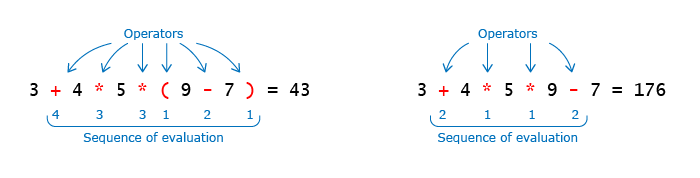 Operators
3 + 4 * 5 * ( 9 - 7 ) = 43
4 3 3 1 2 1
Sequence of evaluation
Operators
3 + 4 * 5 * 9 - 7 = 176
2 1 1 2
Sequence of evaluation